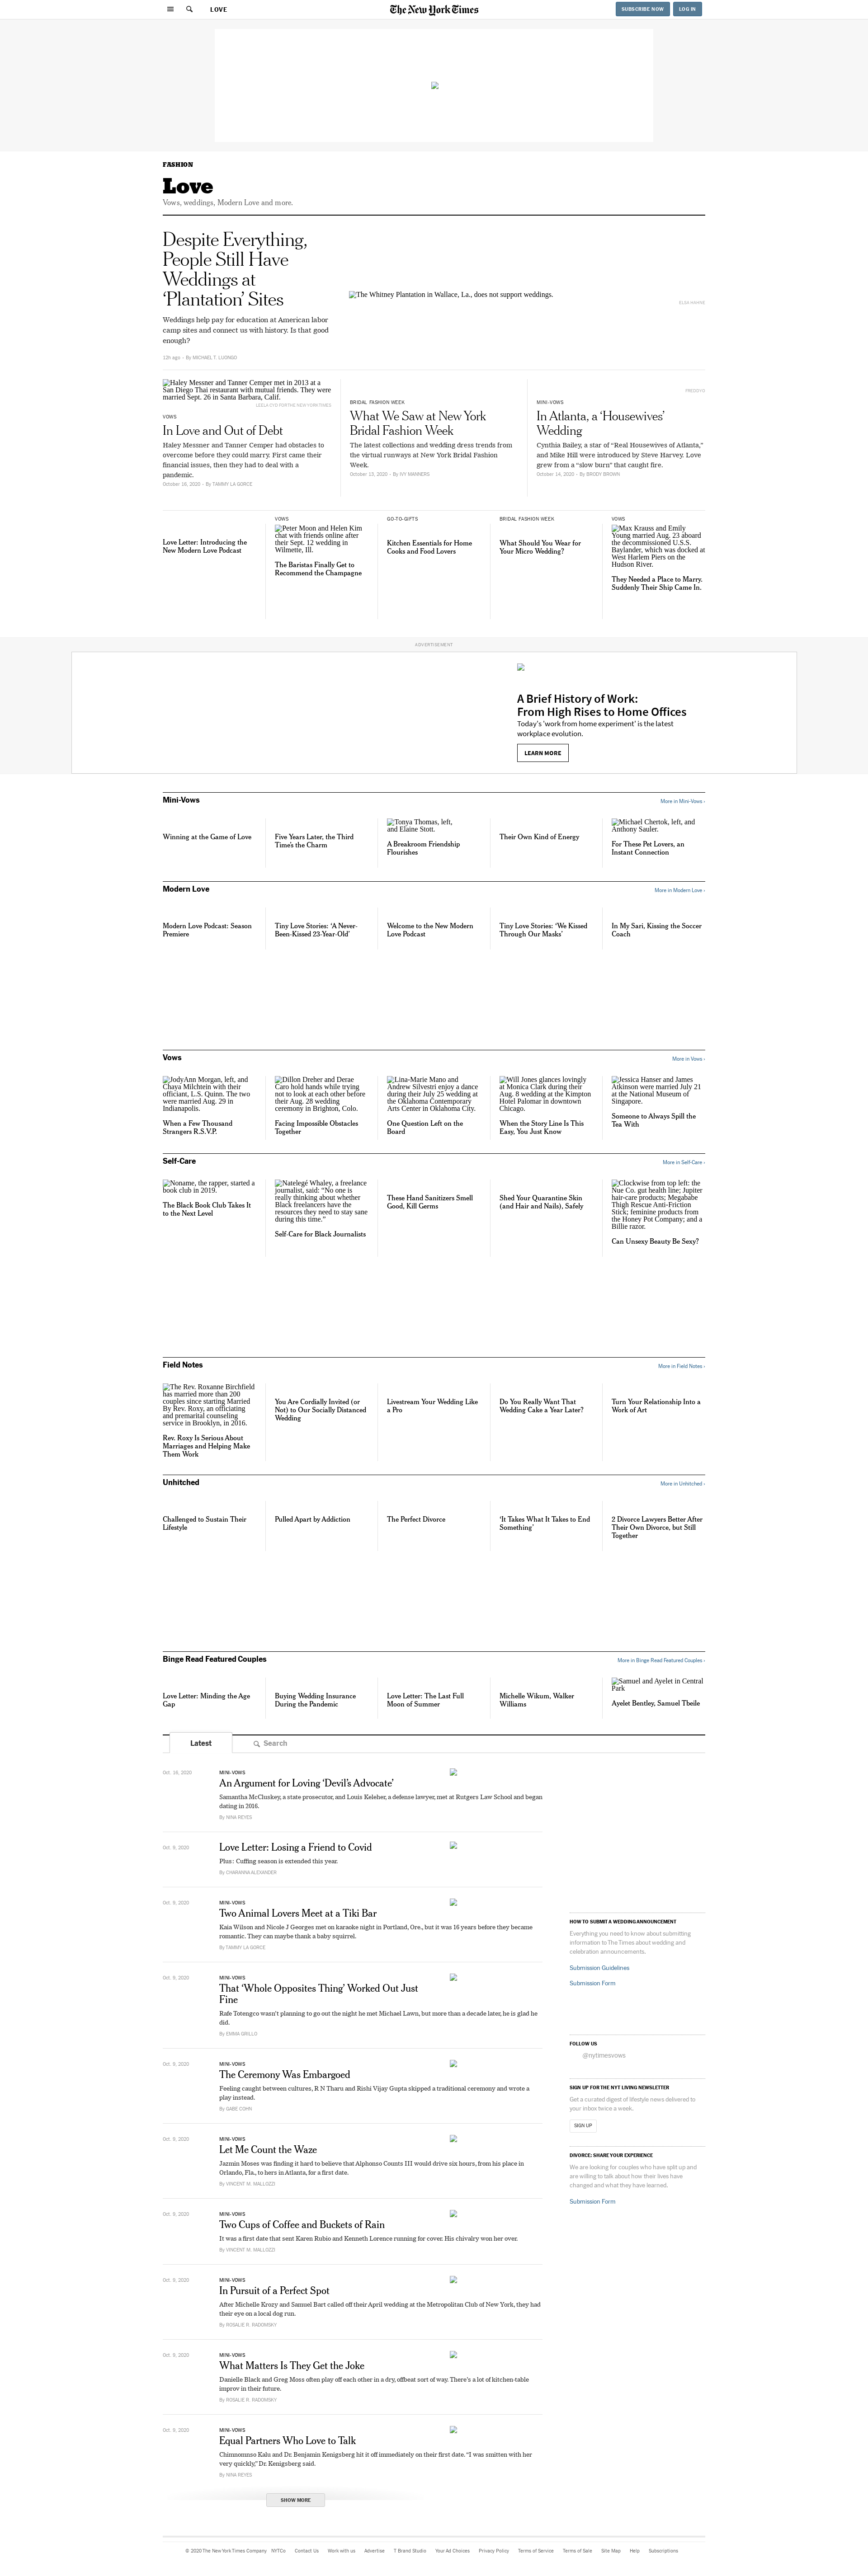 LOVE
The New York Times
SUBSCRIBE NOW
LOG IN
FASHION
Love
Vows, weddings, Modern Love and more.
Despite Everything,
People Still Have
Weddings at
‘Plantation’ Sites
Weddings help pay for education at American labor
camp sites and connect us with history. Is that good
enough?
12h ago – By MICHAEL T. LUONGO
The Whitney Plantation in Wallace, La., does not support weddings.
Haley Messner and Tanner Cemper met in 2013 at a
San Diego Thai restaurant with mutual friends. They were
married Sept. 26 in Santa Barbara, Calif.
VOWS
In Love and Out of Debt
Haley Messner and Tanner Cemper had obstacles to
overcome before they could marry. First came their
financial issues, then they had to deal with a
pandemic.
October 16, 2020 – By TAMMY LA GORCE
BRIDAL FASHION WEEK
What We Saw at New York
Bridal Fashion Week
The latest collections and wedding dress trends from
the virtual runways at New York Bridal Fashion
Week.
October 15, 2020 – By IVY MANNERS
MINI-VOWS
In Atlanta, a ‘Housewives’
Wedding
Cynthia Bailey, a star of “Real Housewives of Atlanta,”
and Mike Hill were introduced by Steve Harvey. Love
grew from a “slow burn” that caught fire.
October 14, 2020 – By BRODY BROWN
Love Letter: Introducing the
New Modern Love Podcast
VOWS
Peter Moon and Helen Kim
chat with friends online after
their Sept. 12 wedding in
Wilmette, Ill.
The Baristas Finally Get to
Recommend the Champagne
GO-TO-GIFTS
Kitchen Essentials for Home
Cooks and Food Lovers
BRIDAL FASHION WEEK
What Should You Wear for
Your Micro Wedding?
VOWS
Max Krauss and Emily
Young married Aug. 23 aboard
the decommissioned U.S.S.
Baylander, which was docked at
West Harlem Piers on the
Hudson River.
They Needed a Place to Marry.
Suddenly Their Ship Came In.
ADVERTISEMENT
A Brief History of Work:
From High Rises to Home Offices
Today's 'work from home experiment' is the latest
workplace evolution.
LEARN MORE
Mini-Vows
More in Mini-Vows ›
Winning at the Game of Love
Five Years Later, the Third
Time’s the Charm
Tonya Thomas, left,
and Elaine Stott.
A Breakroom Friendship
Flourishes
Their Own Kind of Energy
Michael Chertok, left, and
Anthony Sauler.
For These Pet Lovers, an
Instant Connection
Modern Love
More in Modern Love ›
Modern Love Podcast: Season
Premiere
Tiny Love Stories: ‘A Never-
Been-Kissed 23-Year-Old’
Welcome to the New Modern
Love Podcast
Tiny Love Stories: ‘We Kissed
Through Our Masks’
In My Sari, Kissing the Soccer
Coach
Vows
More in Vows ›
JodyAnn Morgan, left, and
Chaya Milchtein with their
officiant, L.S. Quinn. The two
were married Aug. 29 in
Indianapolis.
When a Few Thousand
Strangers R.S.V.P.
Dillon Dreher and Derae
Caro hold hands while trying
not to look at each other before
their Aug. 28 wedding
ceremony in Brighton, Colo.
Facing Impossible Obstacles
Together
Lina-Marie Mano and
Andrew Silvestri enjoy a dance
during their July 25 wedding at
the Oklahoma Contemporary
Arts Center in Oklahoma City.
One Question Left on the
Board
Will Jones glances lovingly
at Monica Clark during their
Aug. 8 wedding at the Kimpton
Hotel Palomar in downtown
Chicago.
When the Story Line Is This
Easy, You Just Know
Jessica Hanser and James
Atkinson were married July 21
at the National Museum of
Singapore.
Someone to Always Spill the
Tea With
Self-Care
More in Self-Care ›
Noname, the rapper, started a
book club in 2019.
The Black Book Club Takes It
to the Next Level
Natelegé Whaley, a freelance
journalist, said: “No one is
really thinking about whether
Black freelancers have the
resources they need to stay sane
during this time.”
Self-Care for Black Journalists
These Hand Sanitizers Smell
Good, Kill Germs
Shed Your Quarantine Skin
(and Hair and Nails), Safely
Clockwise from top left: the
Nue Co. gut health line; Jupiter
hair-care products; Megababe
Thigh Rescue Anti-Friction
Stick; feminine products from
the Honey Pot Company; and a
Billie razor.
Can Unsexy Beauty Be Sexy?
Field Notes
More in Field Notes ›
The Rev. Roxanne Birchfield
has married more than 200
couples since starting Married
By Rev. Roxy, an officiating
and premarital counseling
service in Brooklyn, in 2016.
Rev. Roxy Is Serious About
Marriages and Helping Make
Them Work
You Are Cordially Invited (or
Not) to Our Socially Distanced
Wedding
Livestream Your Wedding Like
a Pro
Do You Really Want That
Wedding Cake a Year Later?
Turn Your Relationship Into a
Work of Art
Unhitched
More in Unhitched ›
Challenged to Sustain Their
Lifestyle
Pulled Apart by Addiction
The Perfect Divorce
‘It Takes What It Takes to End
Something’
2 Divorce Lawyers Better After
Their Own Divorce, but Still
Together
Binge Read Featured Couples
More in Binge Read Featured Couples ›
Love Letter: Minding the Age
Gap
Buying Wedding Insurance
During the Pandemic
Love Letter: The Last Full
Moon of Summer
Michelle Wikum, Walker
Williams
Samuel and Ayelet in Central
Park
Ayelet Bentley, Samuel Tbeile
Latest
Search
Oct. 16, 2020
MINI-VOWS
An Argument for Loving ‘Devil’s Advocate’
Samantha McCluskey, a state prosecutor, and Louis Keleher, a defense lawyer, met at Rutgers Law School and began
dating in 2016.
By NINA REYES
Oct. 9, 2020
Love Letter: Losing a Friend to Covid
Plus: Cuffing season is extended this year.
By CHARANNA ALEXANDER
Oct. 9, 2020
MINI-VOWS
Two Animal Lovers Meet at a Tiki Bar
Kaia Wilson and Nicole J Georges met on karaoke night in Portland, Ore., but it was 16 years before they became
romantic. They can maybe thank a baby squirrel.
By TAMMY LA GORCE
Oct. 9, 2020
MINI-VOWS
That ‘Whole Opposites Thing’ Worked Out Just
Fine
Rafe Totengco wasn’t planning to go out the night he met Michael Lawn, but more than a decade later, he is glad he
did.
By EMMA GRILLO
Oct. 9, 2020
MINI-VOWS
The Ceremony Was Embargoed
Feeling caught between cultures, R N Tharu and Rishi Vijay Gupta skipped a traditional ceremony and wrote a
play instead.
By GABE COHN
Oct. 9, 2020
MINI-VOWS
Let Me Count the Waze
Jazmin Moses was finding it hard to believe that Alphonso Counts III would drive six hours, from his place in
Orlando, Fla., to hers in Atlanta, for a first date.
By VINCENT M. MALLOZZI
Oct. 9, 2020
MINI-VOWS
Two Cups of Coffee and Buckets of Rain
It was a first date that sent Karen Rubio and Kenneth Lorence running for cover. His chivalry won her over.
By VINCENT M. MALLOZZI
Oct. 9, 2020
MINI-VOWS
In Pursuit of a Perfect Spot
After Michelle Krozy and Samuel Bart called off their April wedding at the Metropolitan Club of New York, they had
their eye on a local dog run.
By ROSALIE R. RADOMSKY
Oct. 9, 2020
MINI-VOWS
What Matters Is They Get the Joke
Danielle Black and Greg Moss often play off each other in a dry, offbeat sort of way. There’s a lot of kitchen-table
improv in their future.
By ROSALIE R. RADOMSKY
Oct. 9, 2020
MINI-VOWS
Equal Partners Who Love to Talk
Chimnomnso Kalu and Dr. Benjamin Kenigsberg hit it off immediately on their first date. “I was smitten with her
very quickly,” Dr. Kenigsberg said.
By NINA REYES
SHOW MORE
HOW TO SUBMIT A WEDDING ANNOUNCEMENT
Everything you need to know about submitting
information to The Times about wedding and
celebration announcements.
Submission Guidelines
Submission Form
FOLLOW US
@nytimesvows
SIGN UP FOR THE NYT LIVING NEWSLETTER
Get a curated digest of lifestyle news delivered to
your inbox twice a week.
SIGN UP
DIVORCE: SHARE YOUR EXPERIENCE
We are looking for couples who have split up and
are willing to talk about how their lives have
changed and what they have learned.
Submission Form
© 2020 The New York Times Company NYTCo Contact Us Work with us Advertise T Brand Studio Your Ad Choices Privacy Policy Terms of Service Terms of Sale Site Map Help Subscriptions